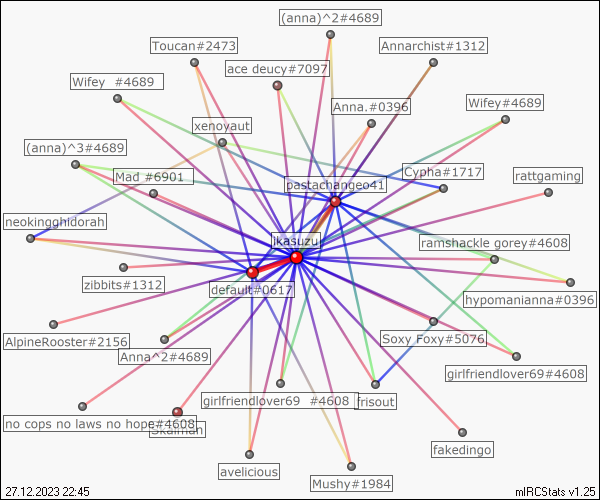 (anna)^2#4689
Toucan#2473
Annarchist#1312
ace deucy#7097
Wifey  #4689
Wifey#4689
Anna.#0396
xenoyaut
(anna)^3#4689
Mad #6901
Cypha#1717
rattgaming
pastachangeo41
neokingghidorah
ikasuzu
ramshackle gorey#4608
zibbits#1312
default#0617
hypomanianna#0396
AlpineRooster#2156
Soxy Foxy#5076
Anna^2#4689
girlfriendlover69#4608
girlfriendlover69  #4608
frisout
no cops no laws no hope#4608
fakedingo
avelicious
Mushy#1984
27.12.2023 22:45
mIRCStats v1.25